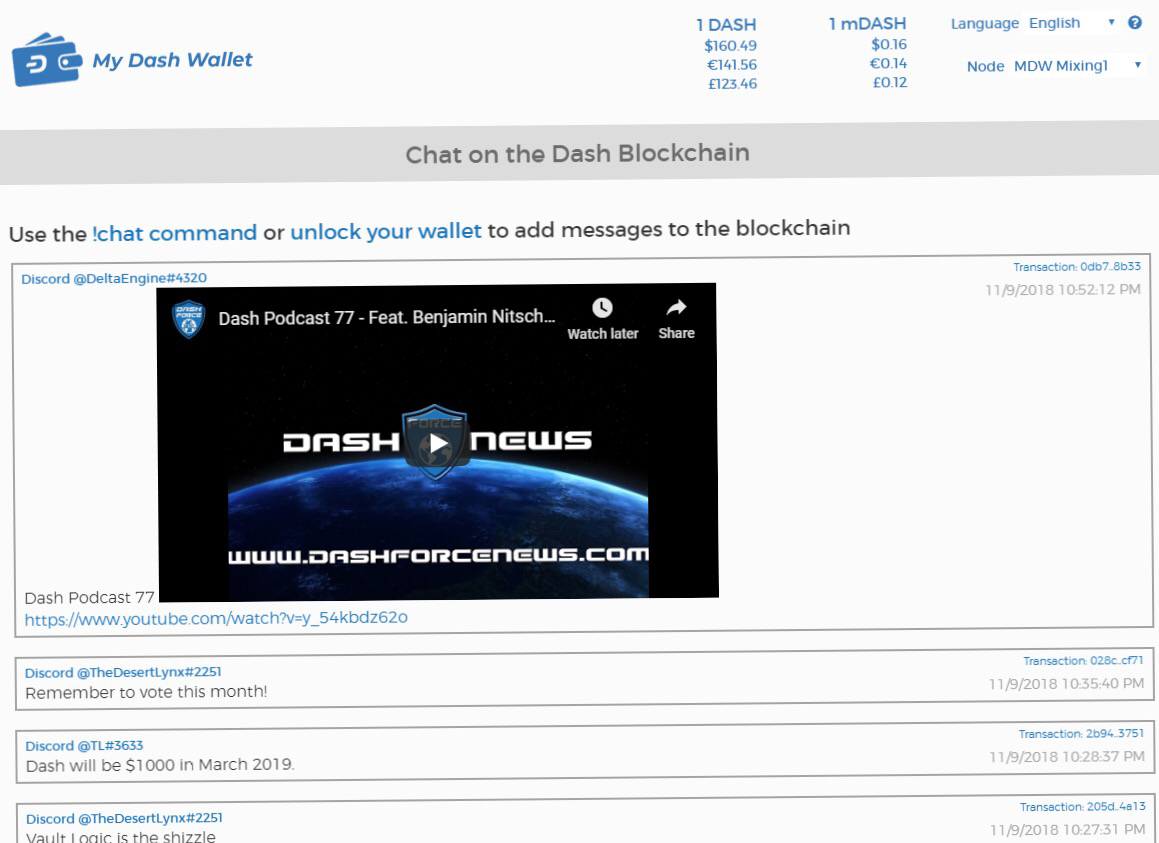 My Dash Wallet
1 DASH
$160.49
€141.56
£123.46
1 mDASH
$0.16
€0.14
£0.12
Language English
Node MDW Mixing1
Chat on the Dash Blockchain
Use the !chat command or unlock your wallet to add messages to the blockchain
Discord @DeltaEngine#4320
Transaction: 0db7..8b33
11/9/2018 10:52:12 PM
DASH FORCE
Dash Podcast 77 - Feat. Benjamin Nitsch...
Watch later
Share
DASH FORCE NEWS
WWW.DASHFORCENEWS.COM
Dash Podcast 77
https://www.youtube.com/watch?v=y_54kbdz62o
Discord @TheDesertLynx#2251
Transaction: 028c..cf71
Remember to vote this month!
11/9/2018 10:35:40 PM
Discord @TL#3633
Transaction: 2b94..3751
Dash will be $1000 in March 2019.
11/9/2018 10:28:37 PM
Discord @TheDesertLynx#2251
Transaction: 205d..4a13
Vault Logic is the shizzle
11/9/2018 10:27:31 PM